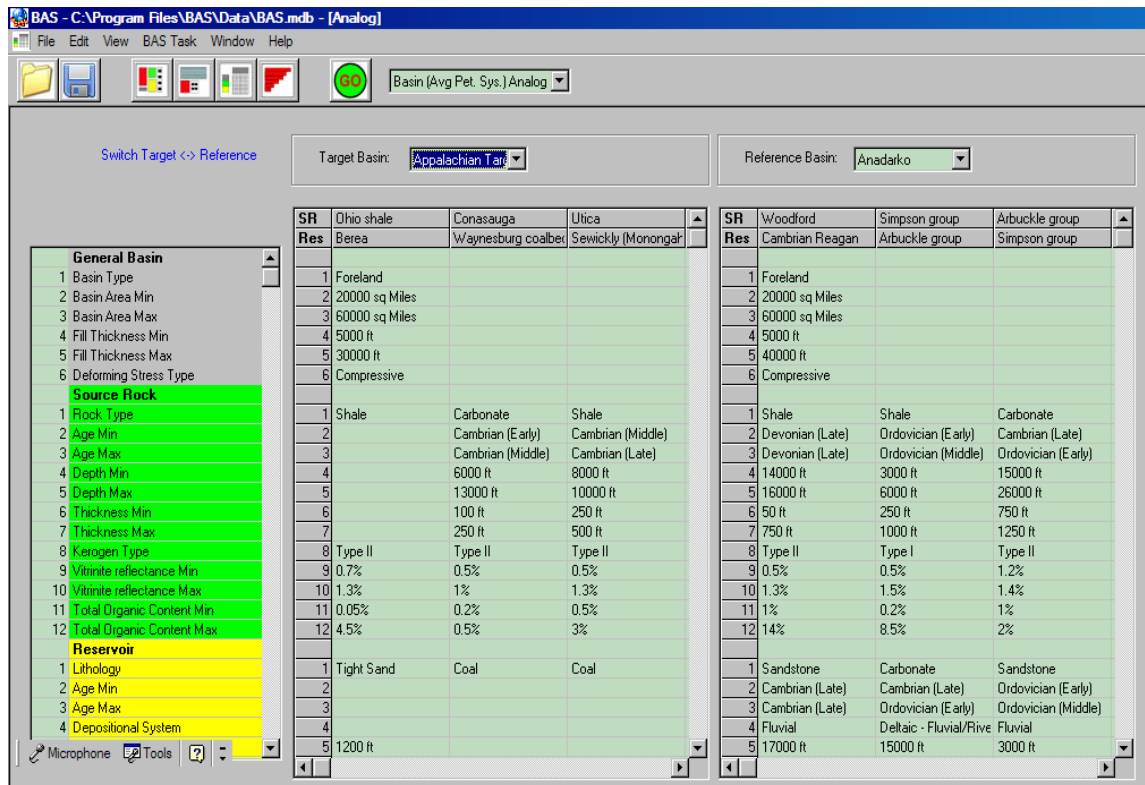 BAS - C:\Program Files\BAS\Data\BAS.mdb - [Analog]
File Edit View BAS Task Window Help
GO Basin (Avg Pet. Sys.) Analog
Switch Target <-> Reference Target Basin: Appalachian Tar Reference Basin: Anadarko
SR Ohio shale Conasauga Utica SR Woodford Simpson group Arbuckle group
Res Berea Waynesburg coalbe Sewickly (Monongah Res Cambrian Reagan Arbuckle group Simpson group
General Basin
1 Basin Type 1 Foreland 1 Foreland
2 Basin Area Min 2 20000 sq Miles 2 20000 sq Miles
3 Basin Area Max 3 60000 sq Miles 3 60000 sq Miles
4 Fill Thickness Min 4 5000 ft 4 5000 ft
5 Fill Thickness Max 5 30000 ft 5 40000 ft
6 Deforming Stress Type 6 Compressive 6 Compressive
Source Rock
1 Rock Type 1 Shale Carbonate Shale 1 Shale Shale Carbonate
2 Age Min 2 Cambrian (Early) Cambrian (Middle) 2 Devonian (Late) Ordovician (Early) Cambrian (Late)
3 Age Max 3 Cambrian (Middle) Cambrian (Late) 3 Devonian (Late) Ordovician (Middle) Ordovician (Early)
4 Depth Min 4 6000 ft 8000 ft 4 14000 ft 3000 ft 15000 ft
5 Depth Max 5 13000 ft 10000 ft 5 16000 ft 6000 ft 26000 ft
6 Thickness Min 6 100 ft 250 ft 6 50 ft 250 ft 750 ft
7 Thickness Max 7 250 ft 500 ft 7 750 ft 1000 ft 1250 ft
8 Kerogen Type 8 Type II Type II Type II 8 Type II Type I Type II
9 Vitrinite reflectance Min 9 0.7% 0.5% 0.5% 9 0.5% 0.5% 1.2%
10 Vitrinite reflectance Max 10 1.3% 1% 1.3% 10 1.3% 1.5% 1.4%
11 Total Organic Content Min 11 0.05% 0.2% 0.5% 11 1% 0.2% 1%
12 Total Organic Content Max 12 4.5% 0.5% 3% 12 14% 8.5% 2%
Reservoir
1 Lithology 1 Tight Sand Coal Coal 1 Sandstone Carbonate Sandstone
2 Age Min 2 2 Cambrian (Late) Cambrian (Late) Ordovician (Early)
3 Age Max 3 3 Cambrian (Late) Ordovician (Early) Ordovician (Middle)
4 Depositional System 4 4 Fluvial Deltaic - Fluvial/Rive Fluvial
Microphone Tools 5 1200 ft 5 17000 ft 15000 ft 3000 ft